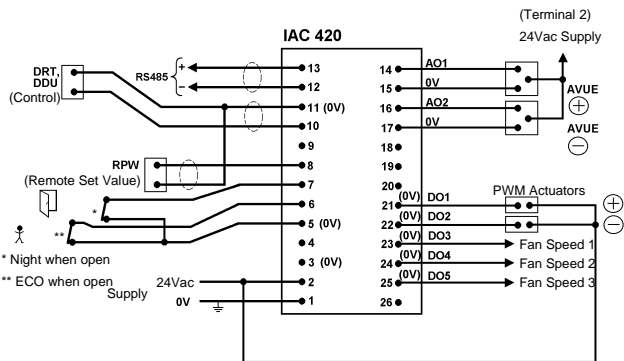 (Terminal 2)
24Vac Supply
IAC 420
DRT,
DDU
(Control)
RS485
+
−
13
12
11 (0V)
10
9
8
7
6
5 (0V)
4
3 (0V)
2
1
RPW
(Remote Set Value)
*
**
* Night when open
** ECO when open
Supply
24Vac
0V
14 AO1
15 0V
16 AO2
17 0V
18
19
20
21 (0V) DO1
22 (0V) DO2
23 (0V) DO3
24 (0V) DO4
25 (0V) DO5
26
AVUE
+
AVUE
−
PWM Actuators
+
−
Fan Speed 1
Fan Speed 2
Fan Speed 3